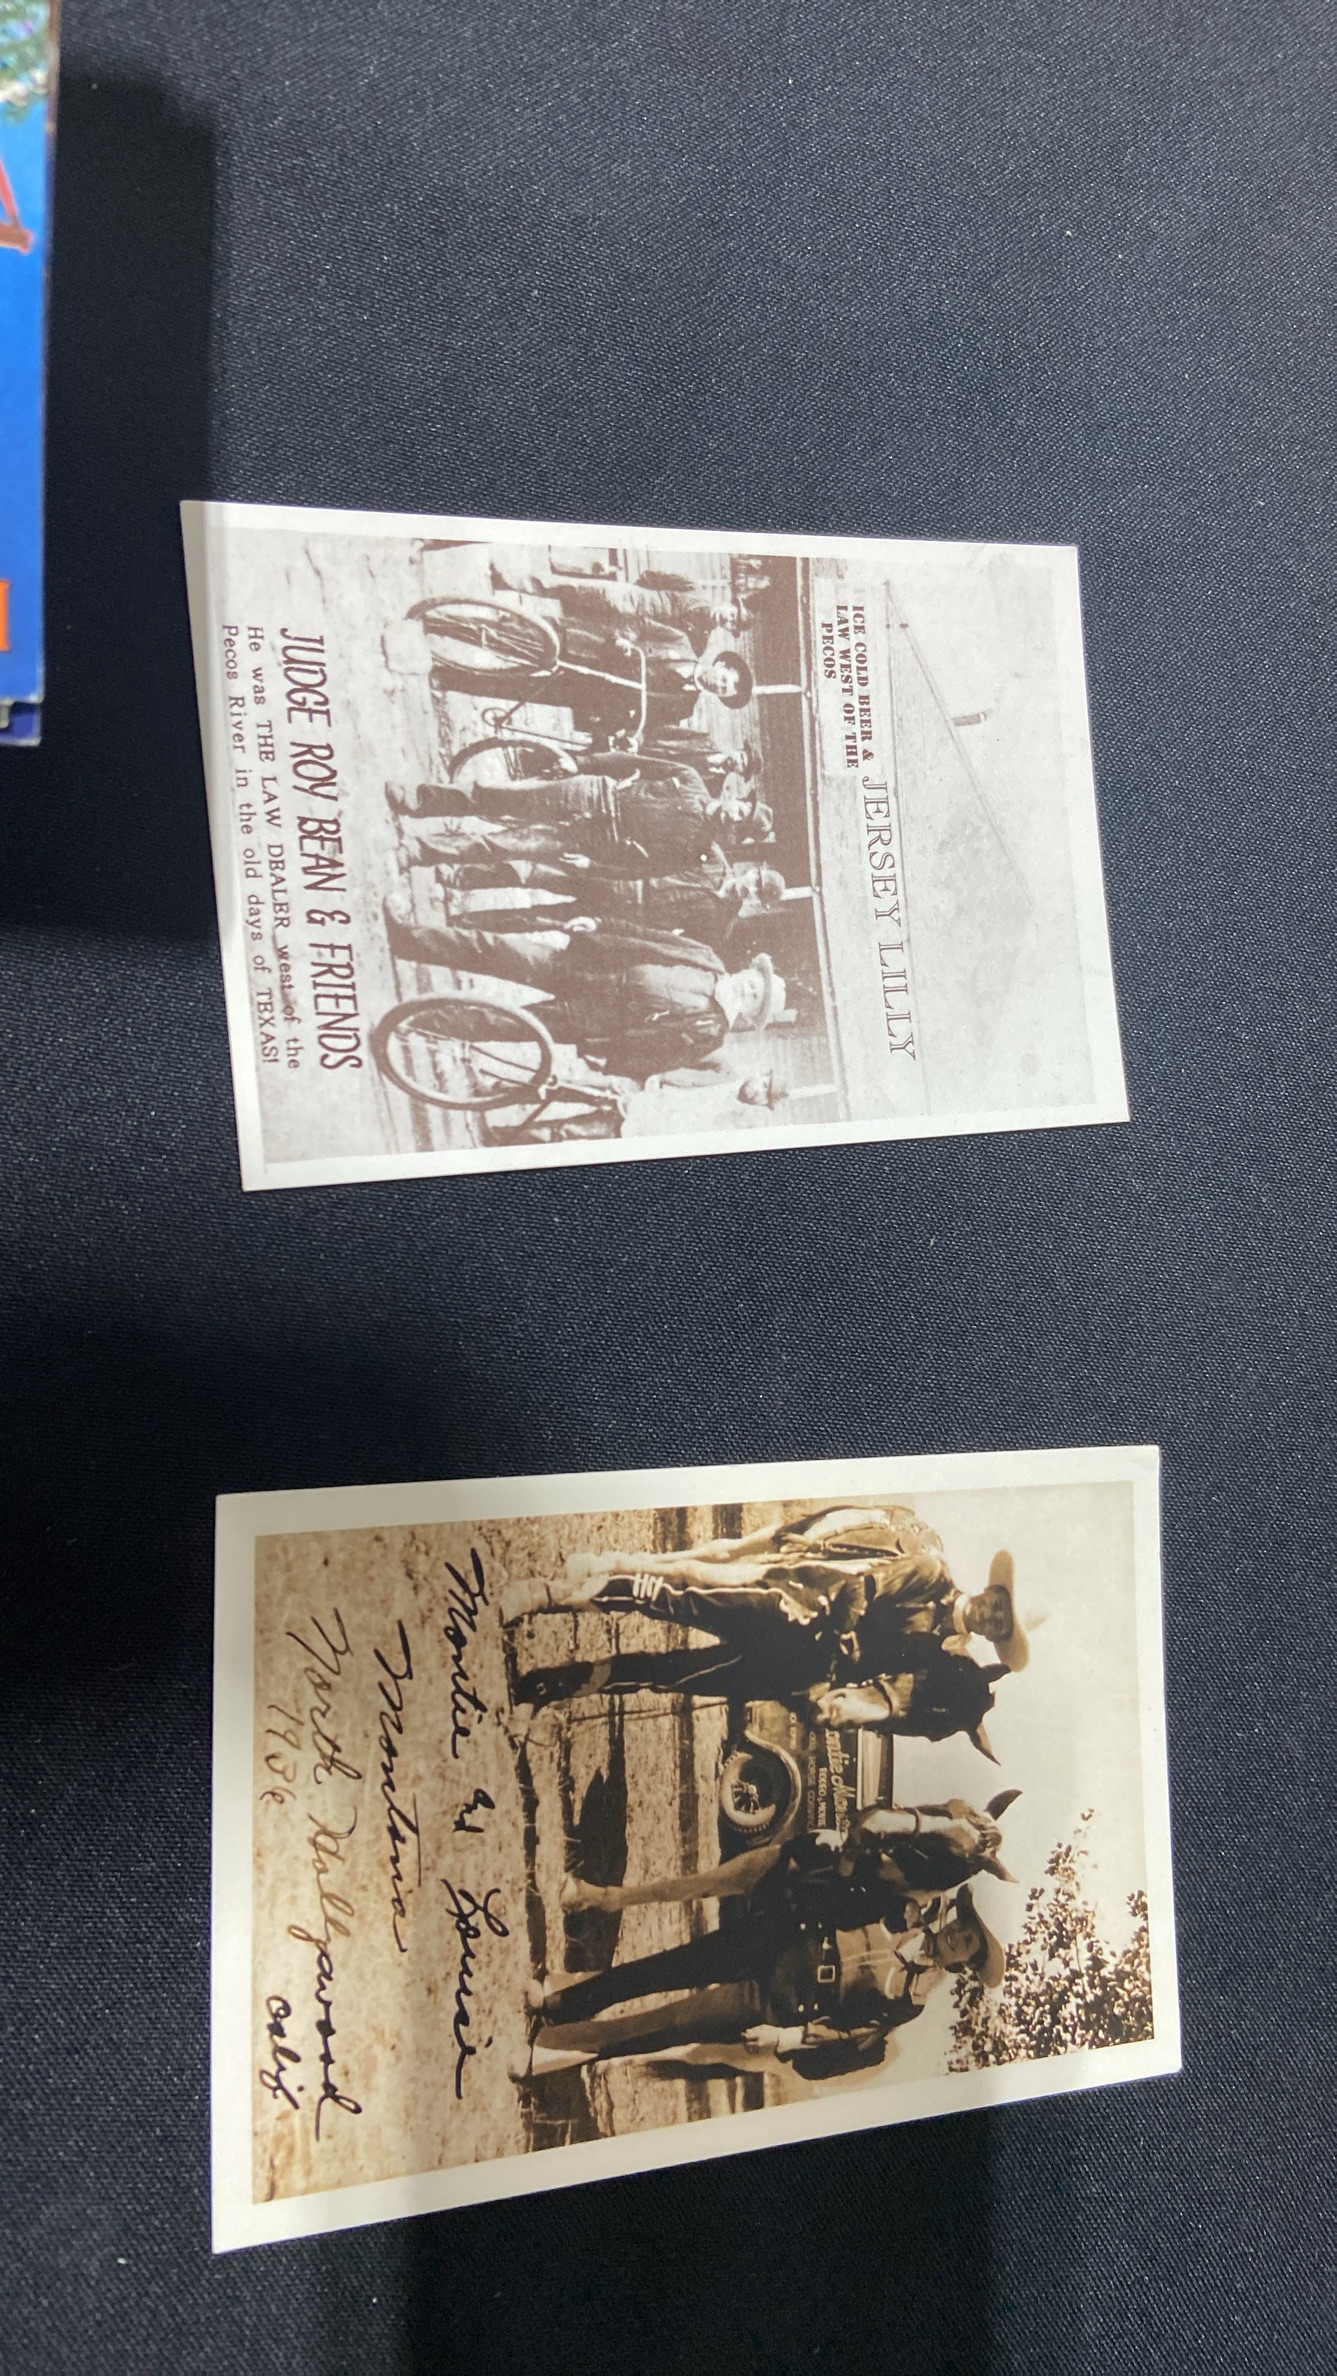 ICE COLD BEER &
LAW WEST OF THE
PECOS
JERSEY LILLY
JUDGE ROY BEAN & FRIENDS
He was THE LAW DEALER west of the
Pecos River in the old days of TEXAS!
Montie and Louise
Montana
North Hollywood
1936 Calif